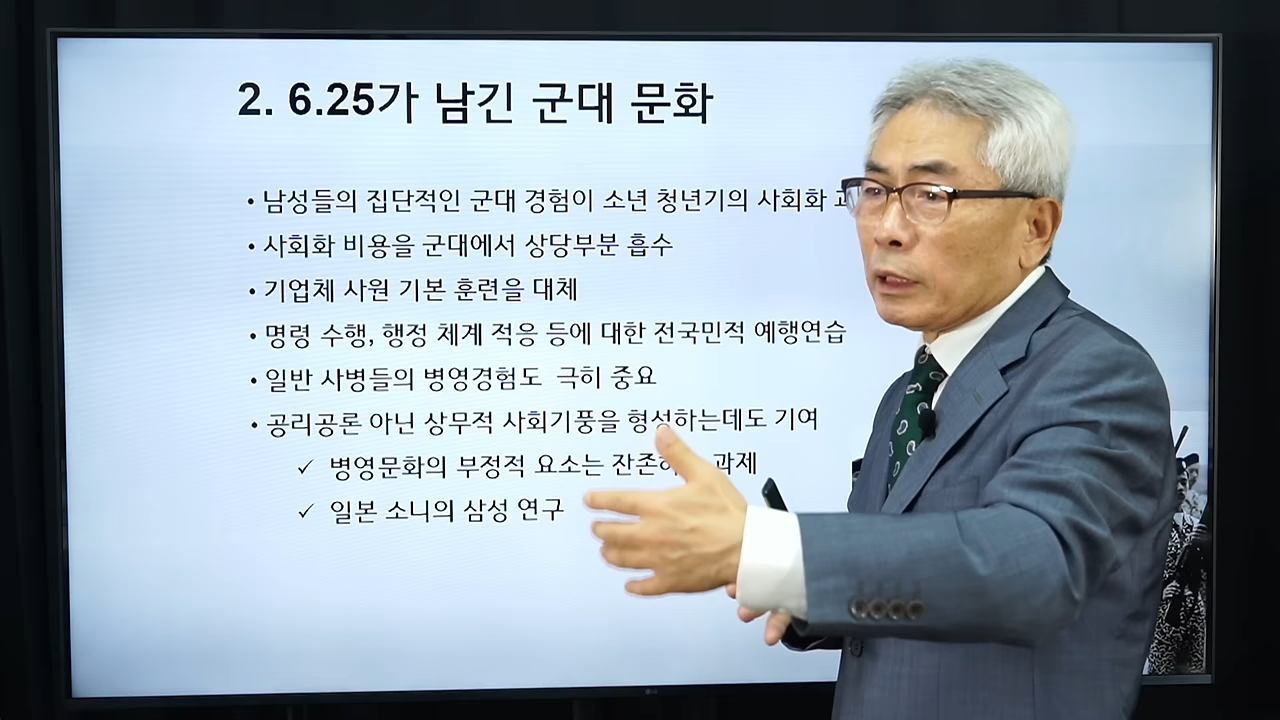 2. 6.25가 남긴 군대 문화
• 남성들의 집단적인 군대 경험이 소년 청년기의 사회화
• 사회화 비용을 군대에서 상당부분 흡수
• 기업체 사원 기본 훈련을 대체
• 명령 수행, 행정 체계 적응 등에 대한 전국민적 예행연습
• 일반 사병들의 병영경험도 극히 중요
• 공리공론 아닌 상무적 사회기풍을 형성하는데도 기여
✓ 병영문화의 부정적 요소는 과제
✓ 일본 소니의 삼성 연구
LG